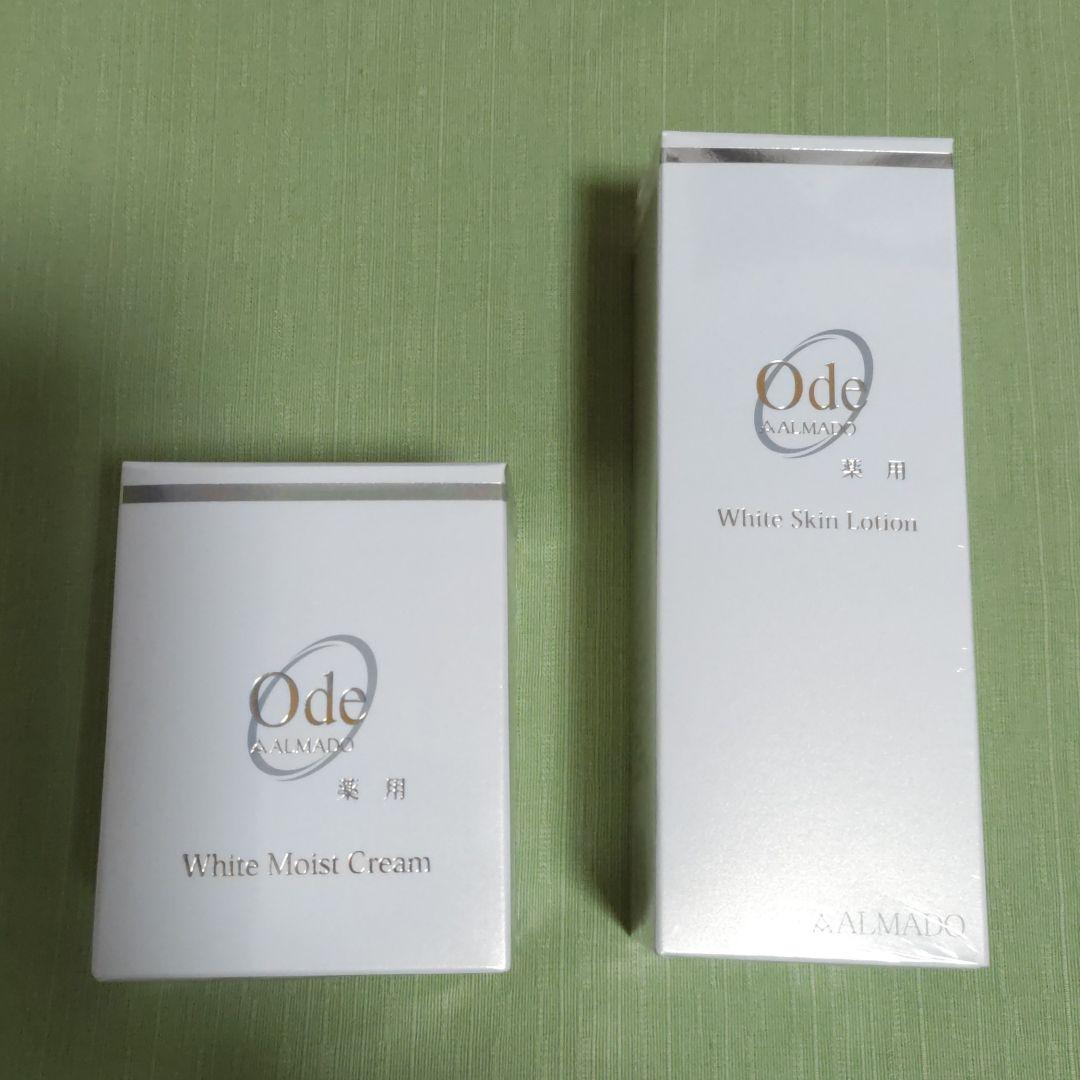 Ode
ALMADO
薬用
White Moist Cream
Ode
ALMADO
薬用
White Skin Lotion
ALMADO